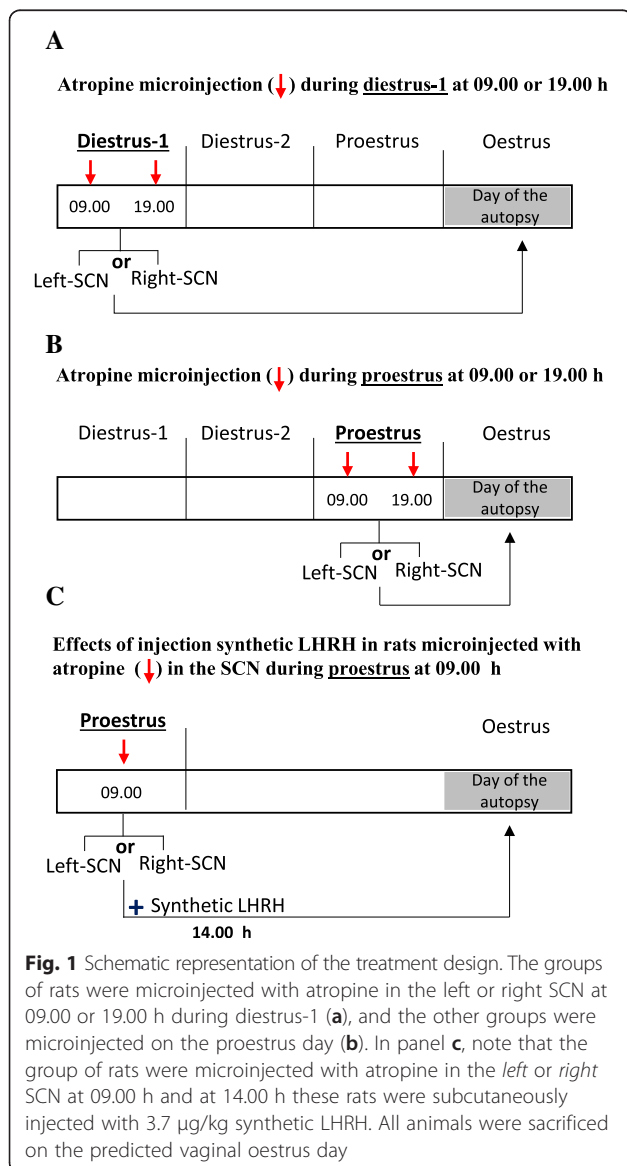 A
Atropine microinjection (↓) during diestrus-1 at 09.00 or 19.00 h
Diestrus-1 Diestrus-2 Proestrus Oestrus
09.00 19.00 Day of the
autopsy
or
Left-SCN Right-SCN
B
Atropine microinjection (↓) during proestrus at 09.00 or 19.00 h
Diestrus-1 Diestrus-2 Proestrus Oestrus
09.00 19.00 Day of the
autopsy
or
Left-SCN Right-SCN
C
Effects of injection synthetic LHRH in rats microinjected with
atropine (↓) in the SCN during proestrus at 09.00 h
Proestrus Oestrus
09.00 Day of the
autopsy
or
Left-SCN Right-SCN
+ Synthetic LHRH
14.00 h
Fig. 1 Schematic representation of the treatment design. The groups
of rats were microinjected with atropine in the left or right SCN at
09.00 or 19.00 h during diestrus-1 (a), and the other groups were
microinjected on the proestrus day (b). In panel c, note that the
group of rats were microinjected with atropine in the left or right
SCN at 09.00 h and at 14.00 h these rats were subcutaneously
injected with 3.7 μg/kg synthetic LHRH. All animals were sacrificed
on the predicted vaginal oestrus day